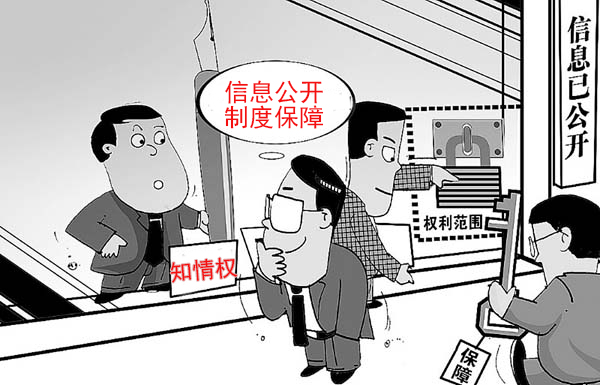 信息公开
制度保障
信息已公开
权利范围
知情权
保障